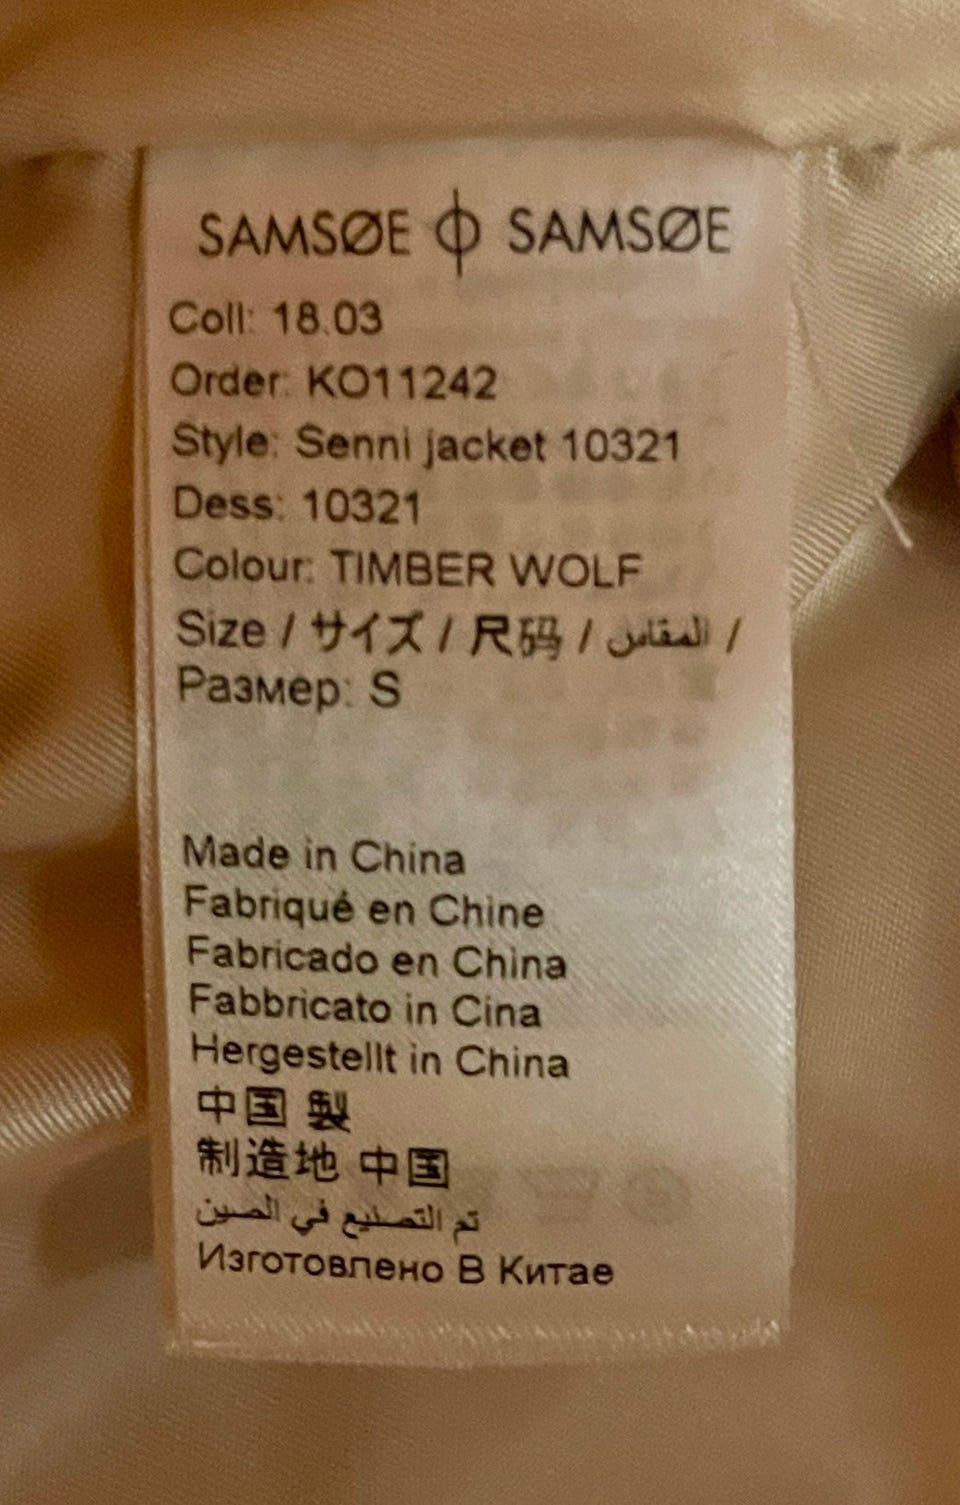 SAMSØE ϕ SAMSØE
Coll: 18.03
Order: KO11242
Style: Senni jacket 10321
Dess: 10321
Colour: TIMBER WOLF
Size / サイズ / 尺码 / المقاس /
Размер: S
Made in China
Fabriqué en Chine
Fabricado en China
Fabbricato in Cina
Hergestellt in China
中国 製
制造地 中国
تم التصنيع في الصين
Изготовлено В Китае